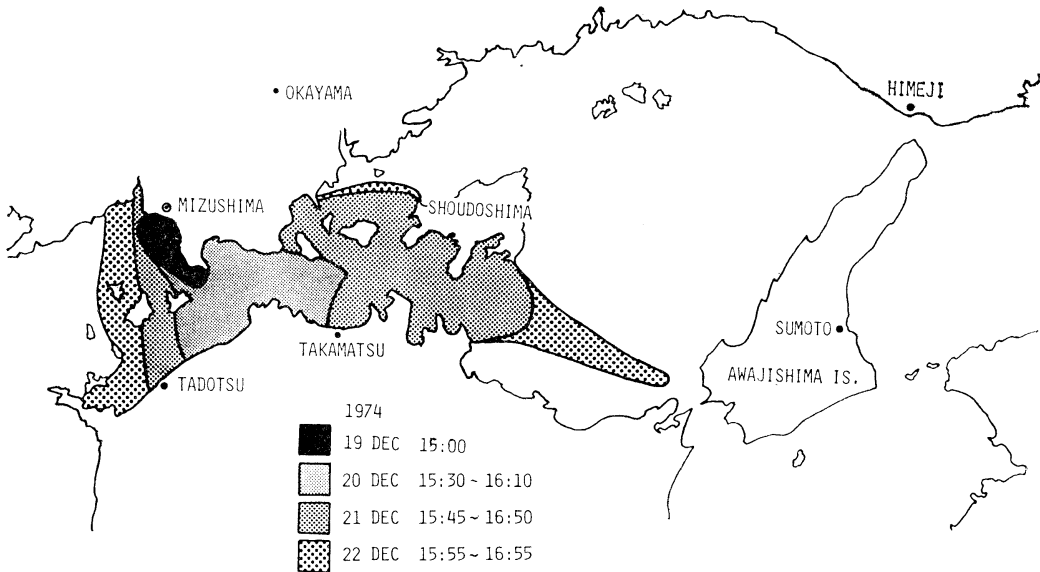 HIMEJI
OKAYAMA
MIZUSHIMA
SHOUDOSHIMA
SUMOTO
TAKAMATSU
AWAJISHIMA IS.
TADOTSU
1974
19 DEC 15:00
20 DEC 15:30 ~ 16:10
21 DEC 15:45 ~ 16:50
22 DEC 15:55 ~ 16:55